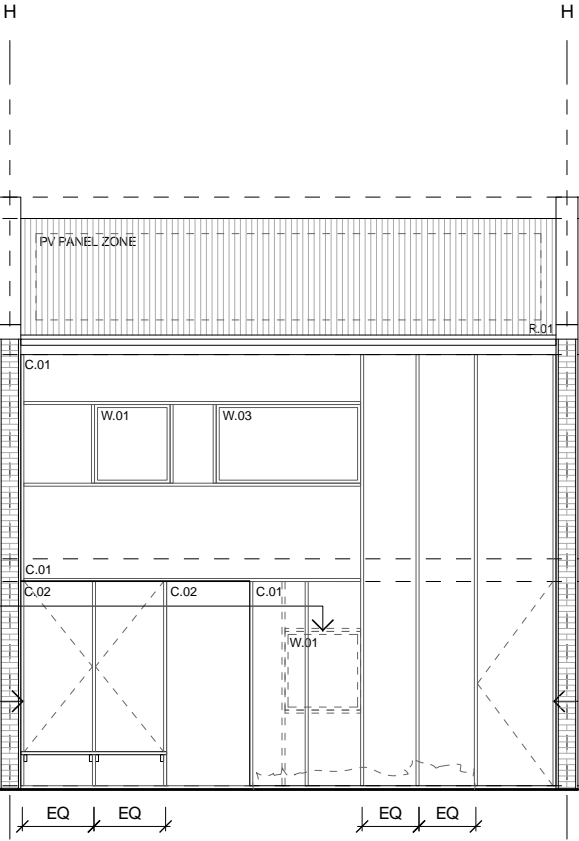 H H
PV PANEL ZONE
R.01
C.01
W.01 W.03
C.01
C.02 C.02 C.01
W.01
EQ EQ EQ EQ